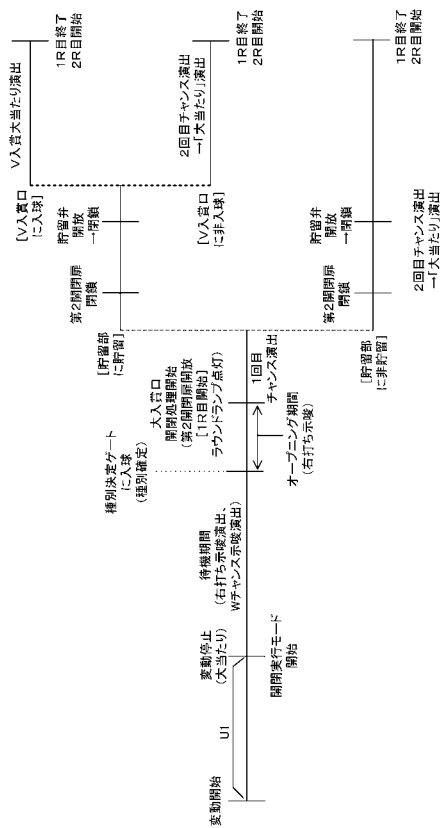 変動開始
U1
変動停止
(大当たり)
開閉実行モード
開始
待機期間
(右打ち示唆演出、
Wチャンス示唆演出)
種別決定ゲート
に入球
(種別確定)
オープニング期間
(右打ち示唆)
大入賞口
開閉処理開始
(第2開閉扉開放
[1R目開始]
ラウンドランプ点灯)
1回目
チャンス演出
[貯留部
に貯留]
第2開閉扉
閉鎖
貯留弁
開放
→閉鎖
[V入賞口
に入球]
V入賞大当たり演出
1R目終了
2R目開始
[V入賞口
に非入球]
2回目チャンス演出
→「大当たり」演出
1R目終了
2R目開始
[貯留部
に非貯留]
第2開閉扉
閉鎖
貯留弁
開放
→閉鎖
2回目チャンス演出
→「大当たり」演出
1R目終了
2R目開始